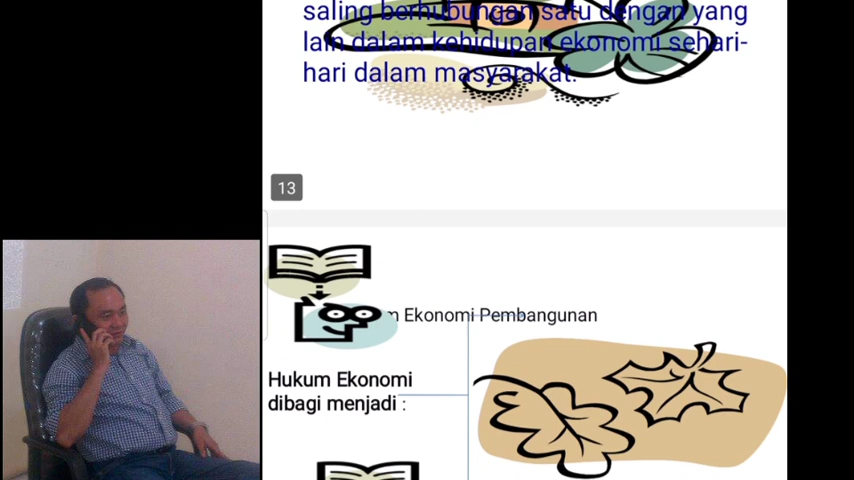 saling berhubungan satu dengan yang
lain dalam kehidupan ekonomi sehari-
hari dalam masyarakat.
13
Ekonomi Pembangunan
Hukum Ekonomi
dibagi menjadi :